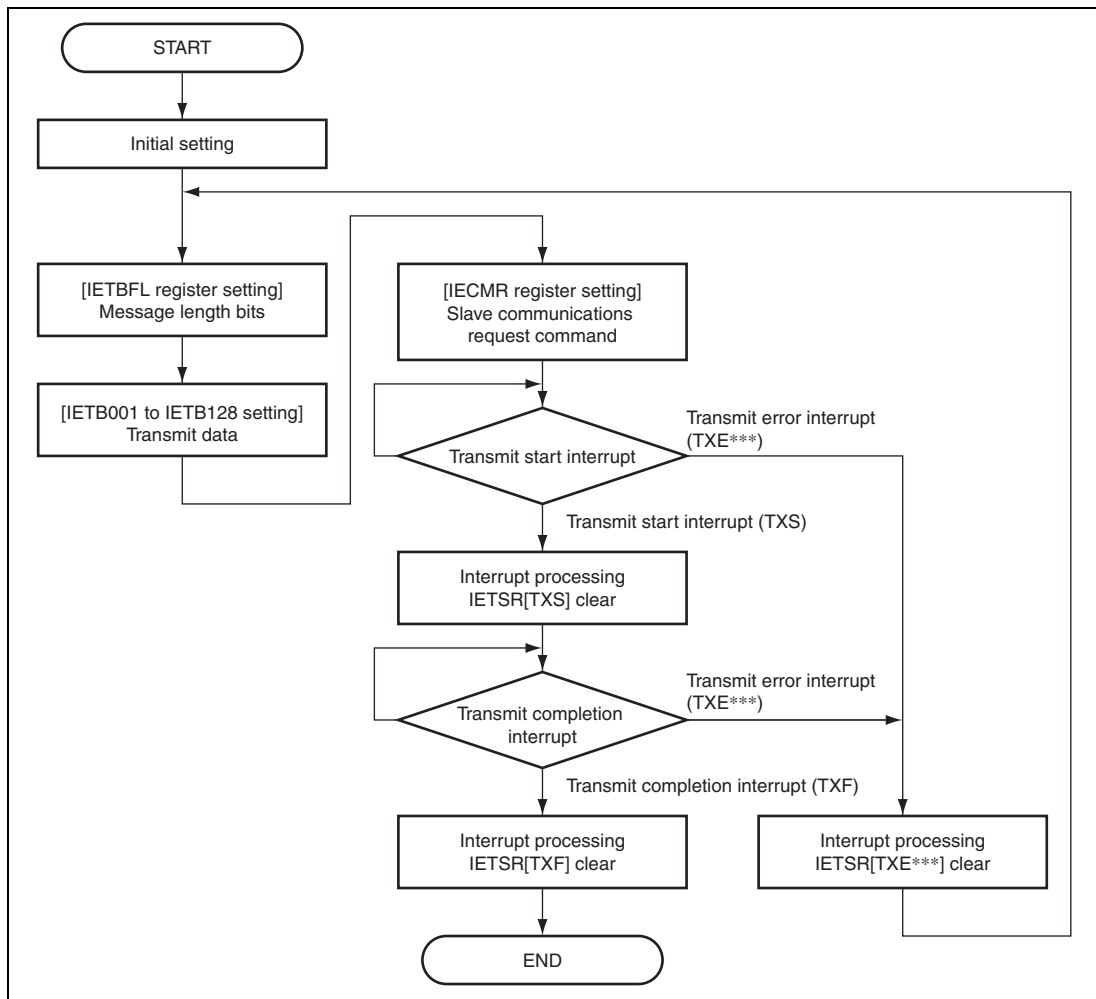 START
Initial setting
[IETBFL register setting]
Message length bits
[IETB001 to IETB128 setting]
Transmit data
[IECMR register setting]
Slave communications
request command
Transmit start interrupt
Transmit error interrupt
(TXE***)
Transmit start interrupt (TXS)
Interrupt processing
IETSR[TXS] clear
Transmit completion
interrupt
Transmit error interrupt
(TXE***)
Transmit completion interrupt (TXF)
Interrupt processing
IETSR[TXF] clear
Interrupt processing
IETSR[TXE***] clear
END